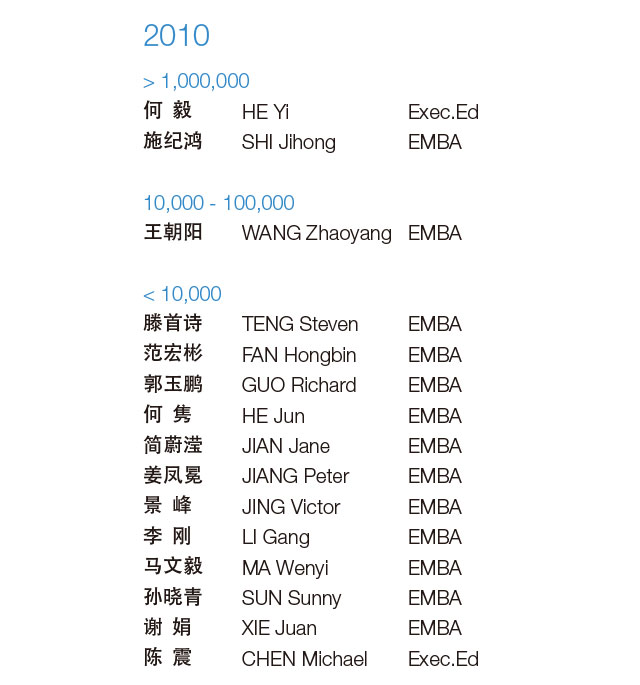 2010
> 1,000,000
何 毅 HE Yi Exec.Ed
施纪鸿 SHI Jihong EMBA
10,000 - 100,000
王朝阳 WANG Zhaoyang EMBA
< 10,000
滕首诗 TENG Steven EMBA
范宏彬 FAN Hongbin EMBA
郭玉鹏 GUO Richard EMBA
何 隽 HE Jun EMBA
简蔚滢 JIAN Jane EMBA
姜凤冕 JIANG Peter EMBA
景 峰 JING Victor EMBA
李 刚 LI Gang EMBA
马文毅 MA Wenyi EMBA
孙晓青 SUN Sunny EMBA
谢 娟 XIE Juan EMBA
陈 震 CHEN Michael Exec.Ed